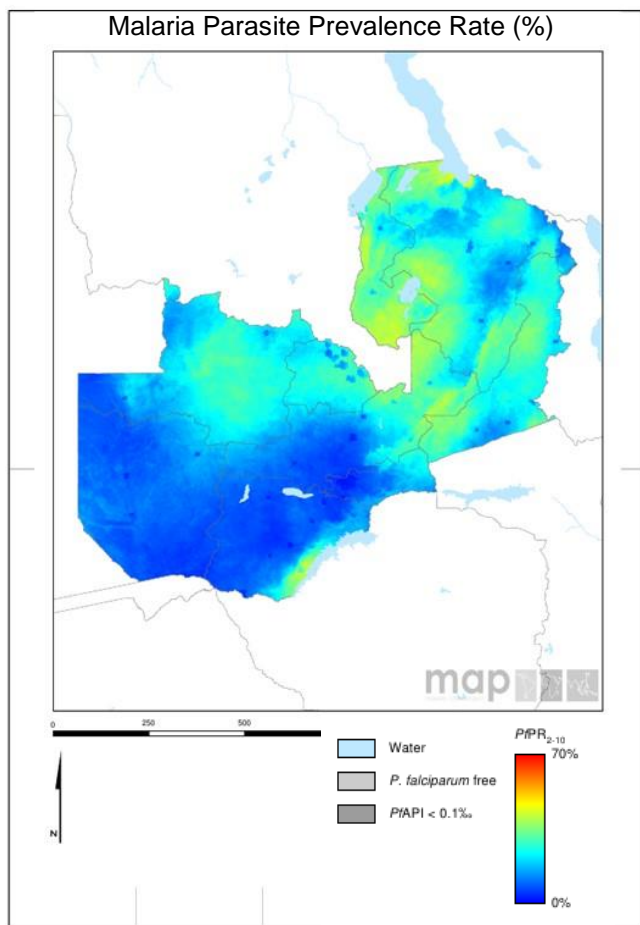 Malaria Parasite Prevalence Rate (%)
map
0 250 500
Water
P. falciparum free
PfAPI < 0.1‰
PfPR2-10
70%
0%
N